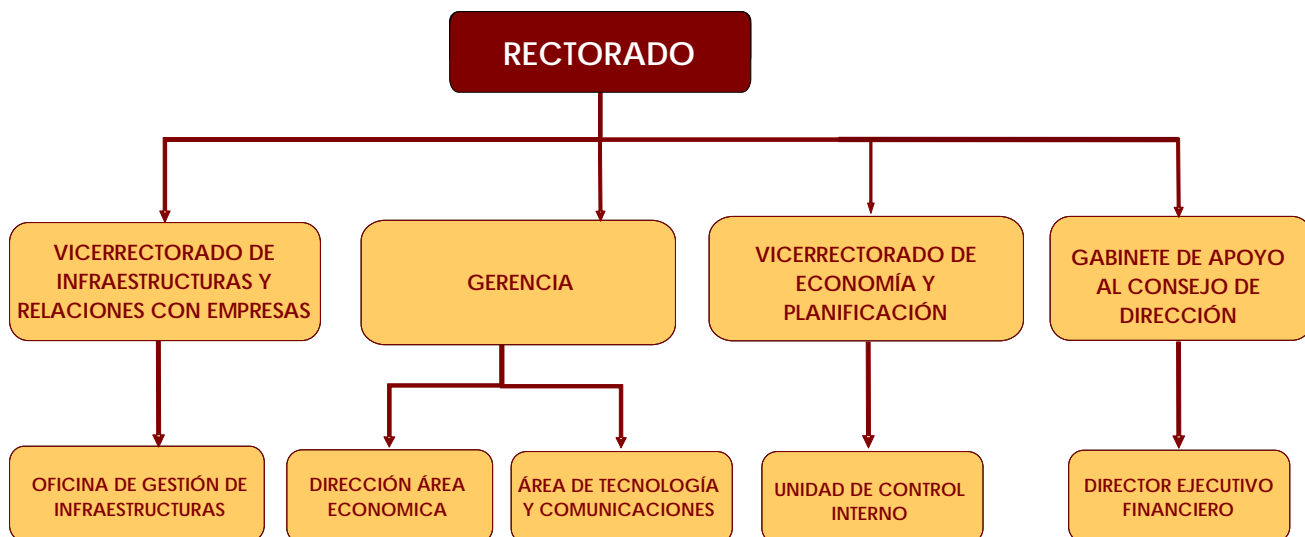 RECTORADO
VICERRECTORADO DE
INFRAESTRUCTURAS Y
RELACIONES CON EMPRESAS
GERENCIA
VICERRECTORADO DE
ECONOMÍA Y
PLANIFICACIÓN
GABINETE DE APOYO
AL CONSEJO DE
DIRECCIÓN
OFICINA DE GESTIÓN DE
INFRAESTRUCTURAS
DIRECCIÓN ÁREA
ECONOMICA
ÁREA DE TECNOLOGÍA
Y COMUNICACIONES
UNIDAD DE CONTROL
INTERNO
DIRECTOR EJECUTIVO
FINANCIERO